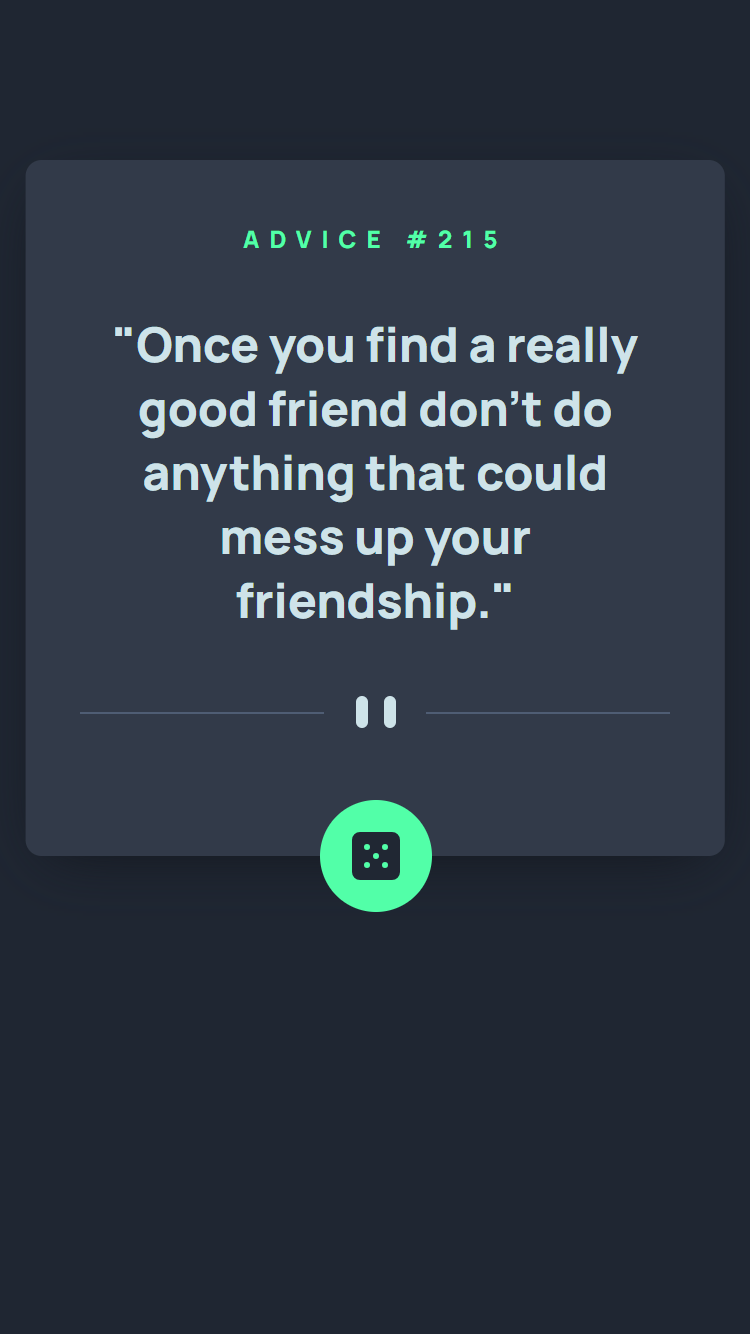 ADVICE #215
"Once you find a really
good friend don’t do
anything that could
mess up your
friendship."